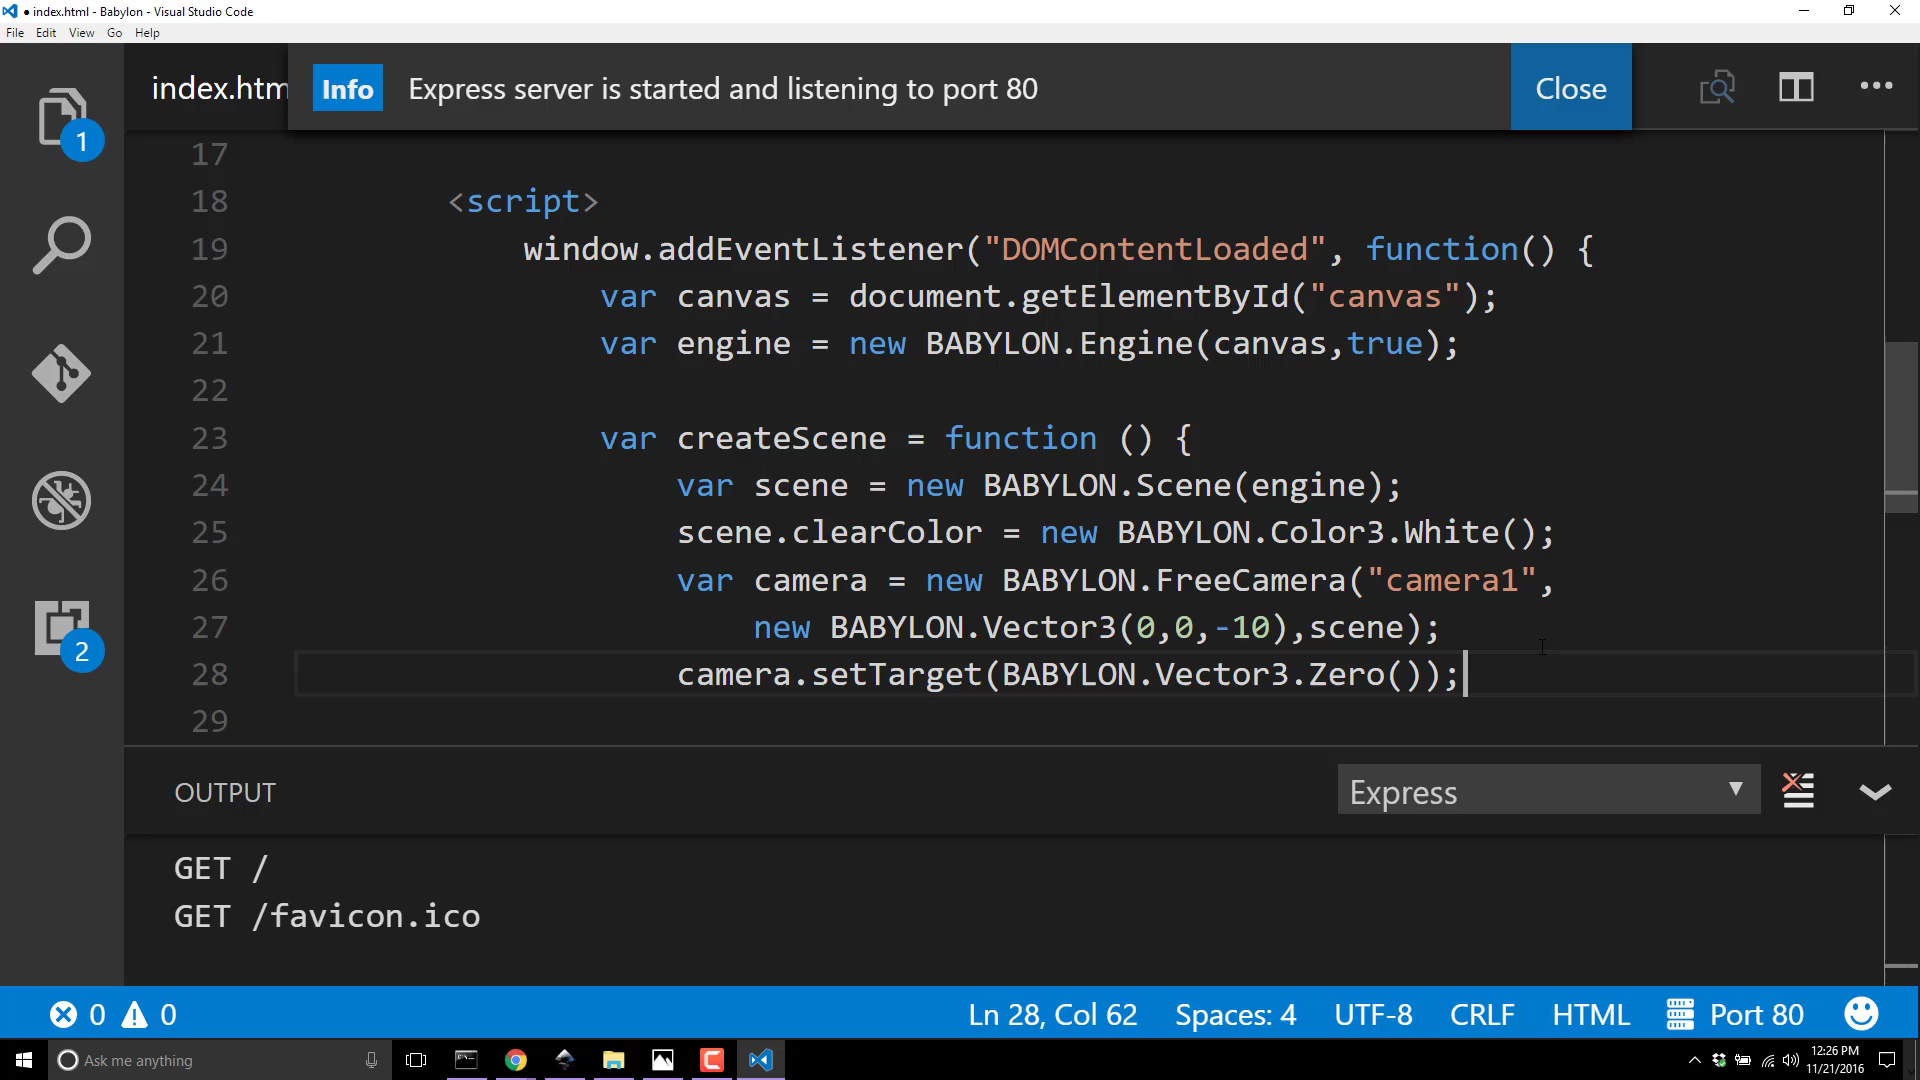 ● index.html - Babylon - Visual Studio Code
File Edit View Go Help
index.htm
Info Express server is started and listening to port 80 Close
1
17
18 <script>
19 window.addEventListener("DOMContentLoaded", function() {
20 var canvas = document.getElementById("canvas");
21 var engine = new BABYLON.Engine(canvas,true);
22
23 var createScene = function () {
24 var scene = new BABYLON.Scene(engine);
25 scene.clearColor = new BABYLON.Color3.White();
26 var camera = new BABYLON.FreeCamera("camera1",
27 new BABYLON.Vector3(0,0,-10),scene);
2
28 camera.setTarget(BABYLON.Vector3.Zero());
29
OUTPUT Express
GET /
GET /favicon.ico
0 0 Ln 28, Col 62 Spaces: 4 UTF-8 CRLF HTML Port 80
Ask me anything
12:26 PM
11/21/2016